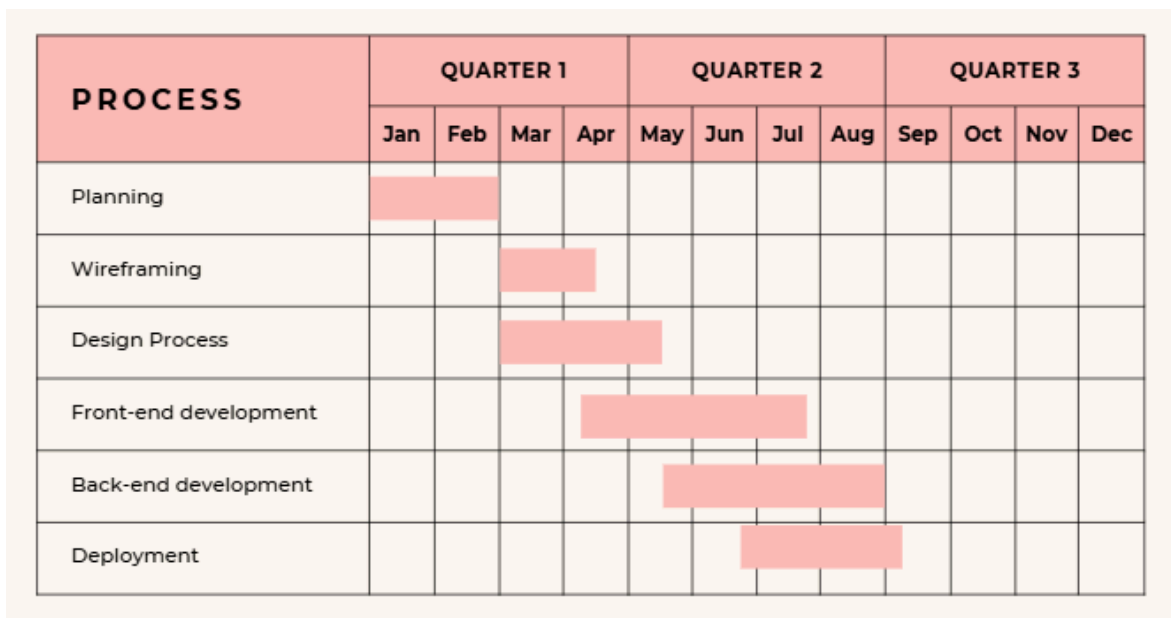 PROCESS
QUARTER 1 QUARTER 2 QUARTER 3
Jan Feb Mar Apr May Jun Jul Aug Sep Oct Nov Dec
Planning
Wireframing
Design Process
Front-end development
Back-end development
Deployment